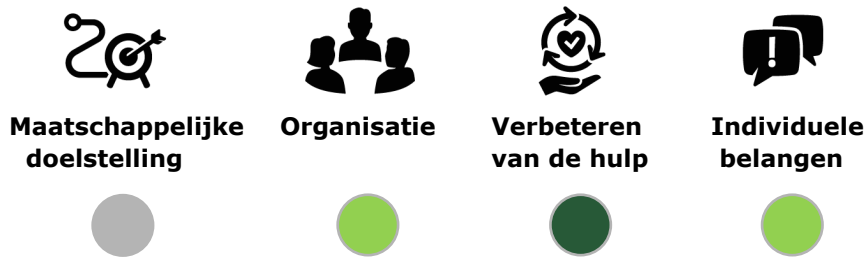 Maatschappelijke
doelstelling
Organisatie
Verbeteren
van de hulp
Individuele
belangen